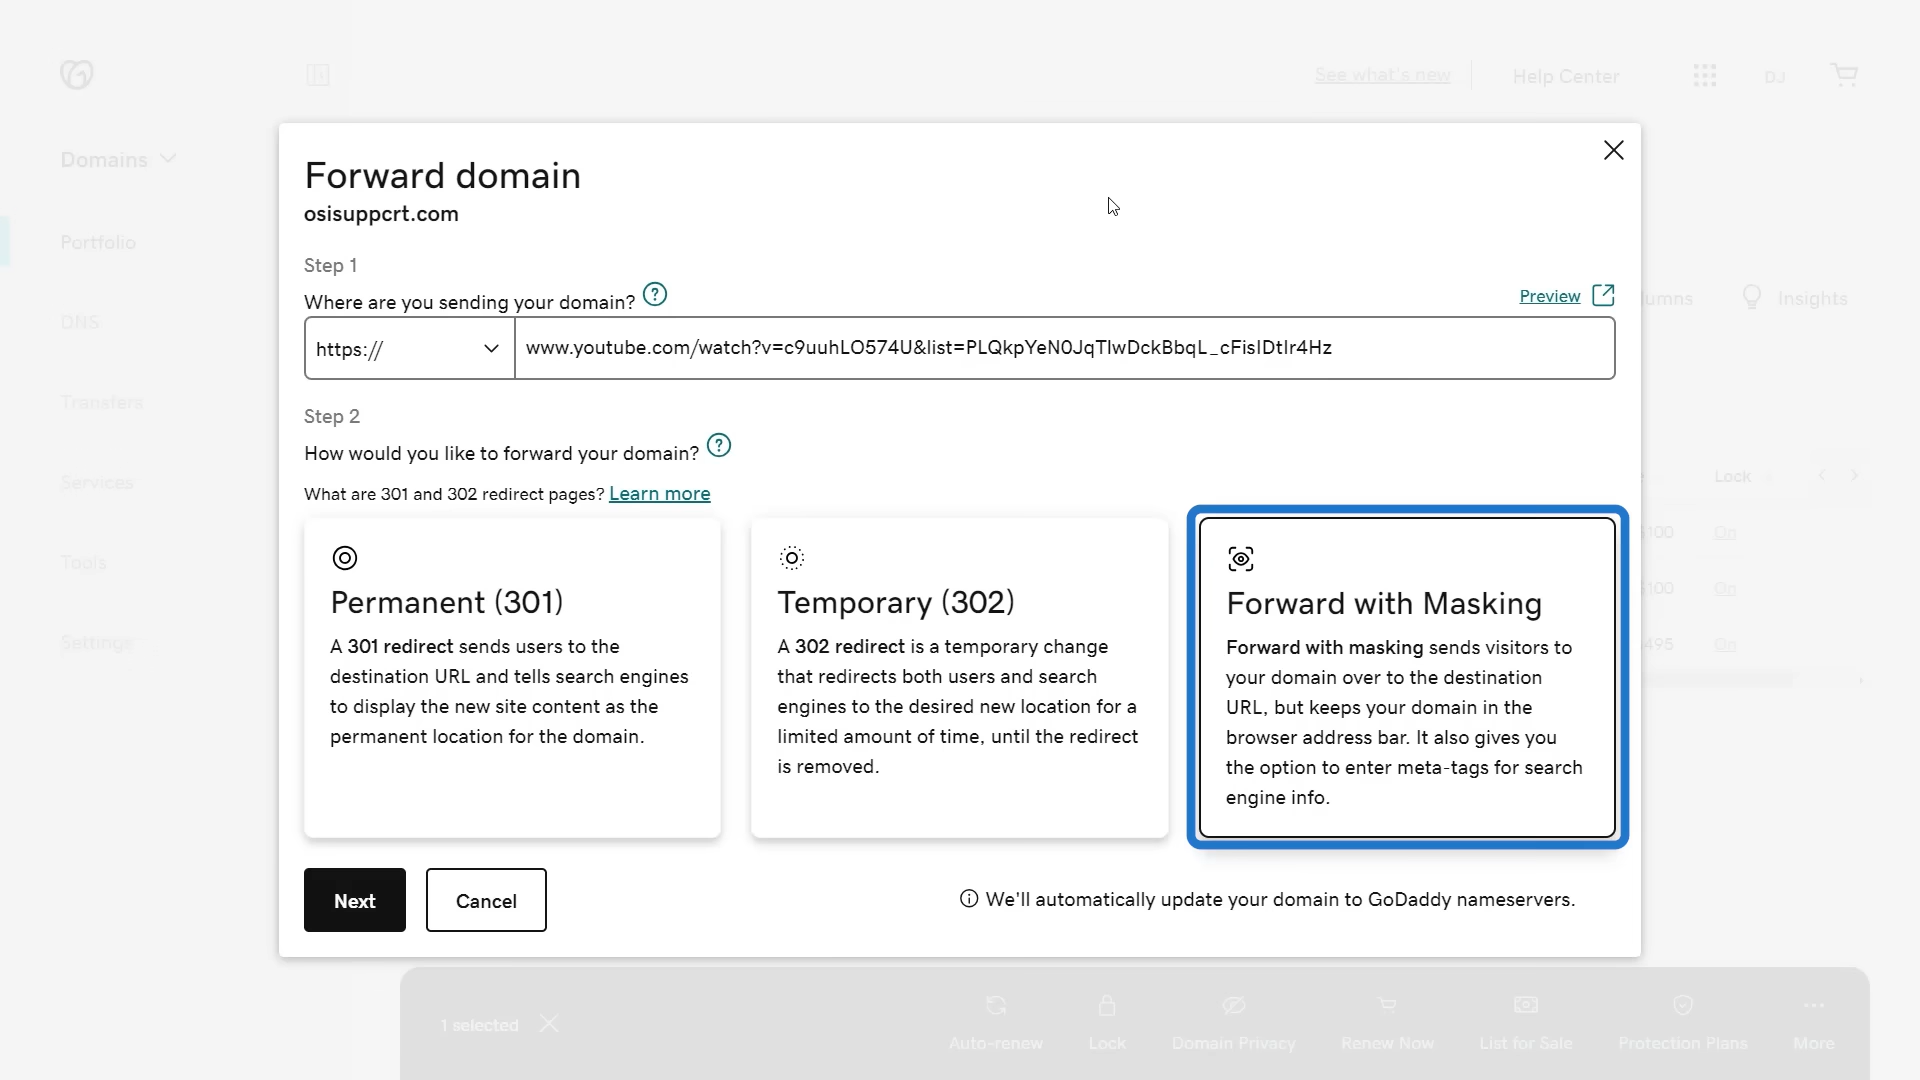 See what's new
Help Center
DJ
Domains
Portfolio
DNS
Transfers
Services
Tools
Settings
Forward domain
osisuppcrt.com
Step 1
Where are you sending your domain?
Preview
https://
www.youtube.com/watch?v=c9uuhLO574U&list=PLQkpYeN0JqTIwDckBbqL_cFisIDtIr4Hz
Step 2
How would you like to forward your domain?
What are 301 and 302 redirect pages? Learn more
Permanent (301)
A 301 redirect sends users to the
destination URL and tells search engines
to display the new site content as the
permanent location for the domain.
Temporary (302)
A 302 redirect is a temporary change
that redirects both users and search
engines to the desired new location for a
limited amount of time, until the redirect
is removed.
Forward with Masking
Forward with masking sends visitors to
your domain over to the destination
URL, but keeps your domain in the
browser address bar. It also gives you
the option to enter meta-tags for search
engine info.
Next
Cancel
We'll automatically update your domain to GoDaddy nameservers.
Insights
Lock
On
On
On
1 selected
Auto-renew
Lock
Domain Privacy
Renew Now
List for Sale
Protection Plans
More